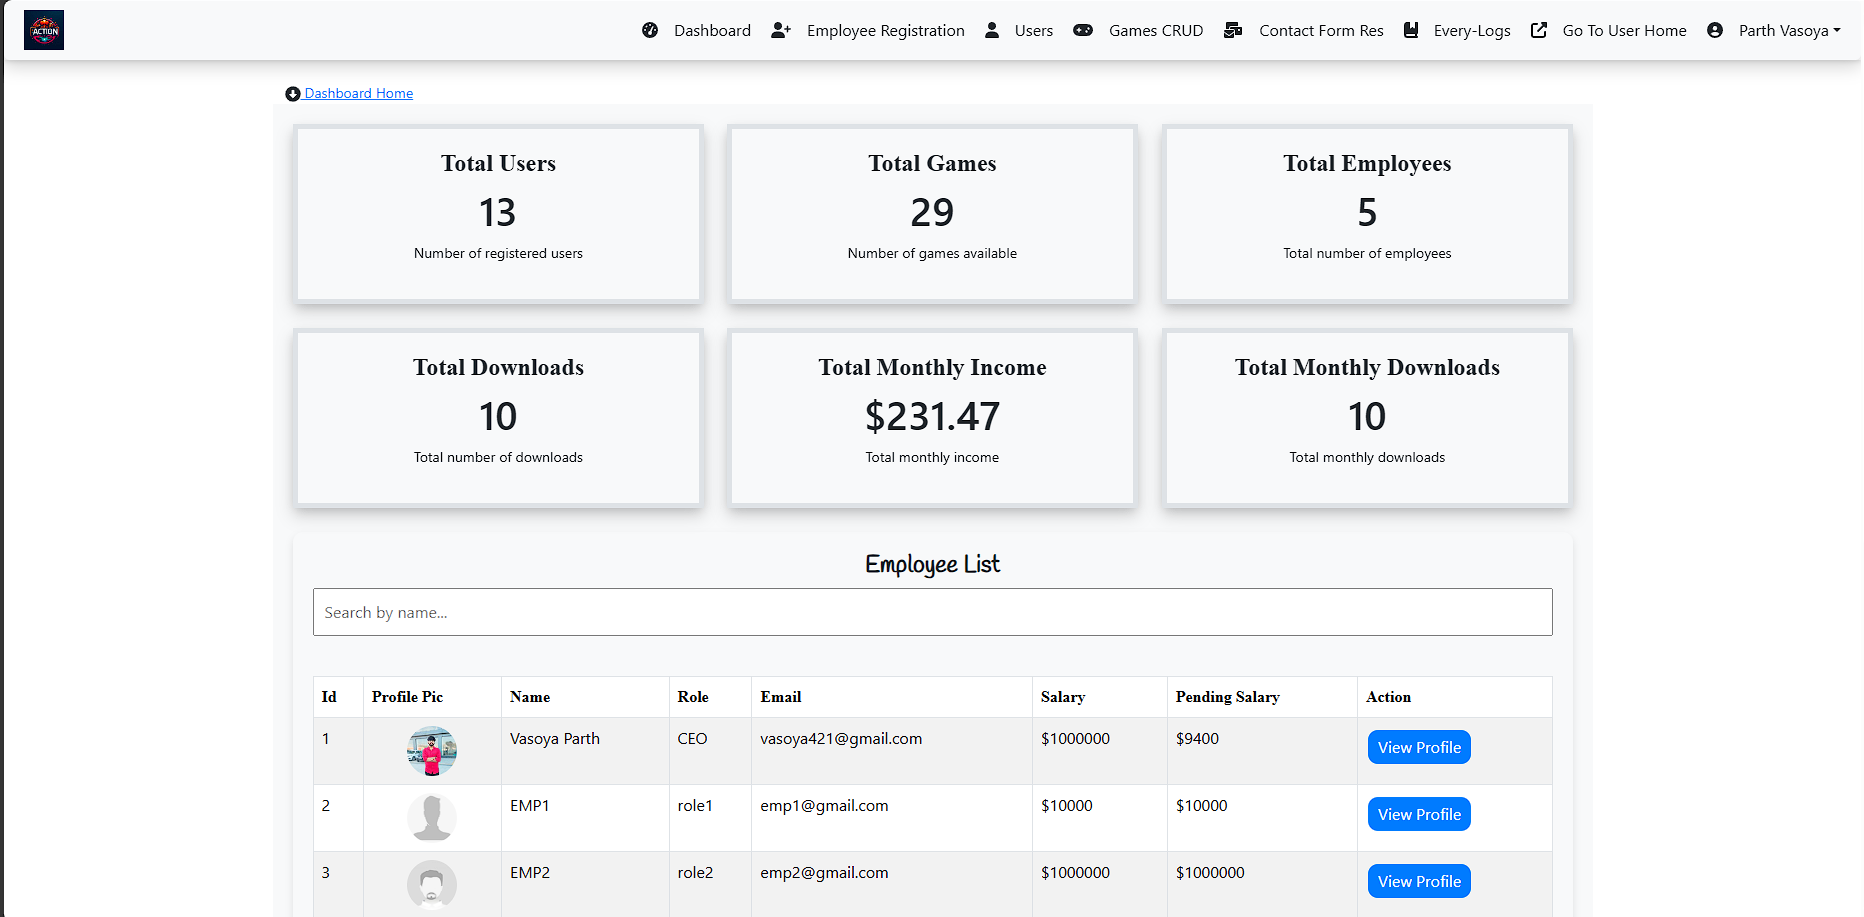 ACTION
Dashboard Employee Registration Users Games CRUD Contact Form Res Every-Logs Go To User Home Parth Vasoya
Dashboard Home
Total Users
13
Number of registered users
Total Games
29
Number of games available
Total Employees
5
Total number of employees
Total Downloads
10
Total number of downloads
Total Monthly Income
$231.47
Total monthly income
Total Monthly Downloads
10
Total monthly downloads
Employee List
Search by name...
Id Profile Pic Name Role Email Salary Pending Salary Action
1 Vasoya Parth CEO vasoya421@gmail.com $1000000 $9400 View Profile
2 EMP1 role1 emp1@gmail.com $10000 $10000 View Profile
3 EMP2 role2 emp2@gmail.com $1000000 $1000000 View Profile